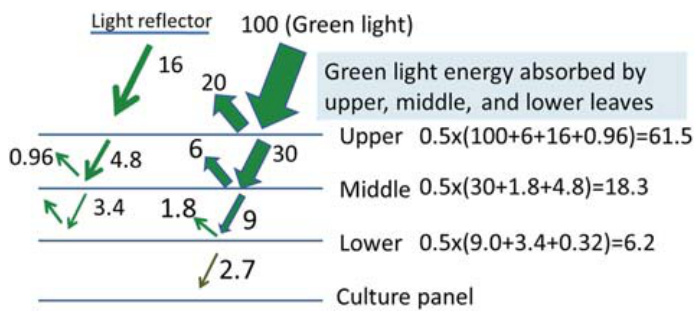 Light reflector
100 (Green light)
16
20
Green light energy absorbed by
upper, middle, and lower leaves
Upper 0.5x(100+6+16+0.96)=61.5
0.96
4.8
6
30
Middle 0.5x(30+1.8+4.8)=18.3
3.4
1.8
9
Lower 0.5x(9.0+3.4+0.32)=6.2
2.7
Culture panel